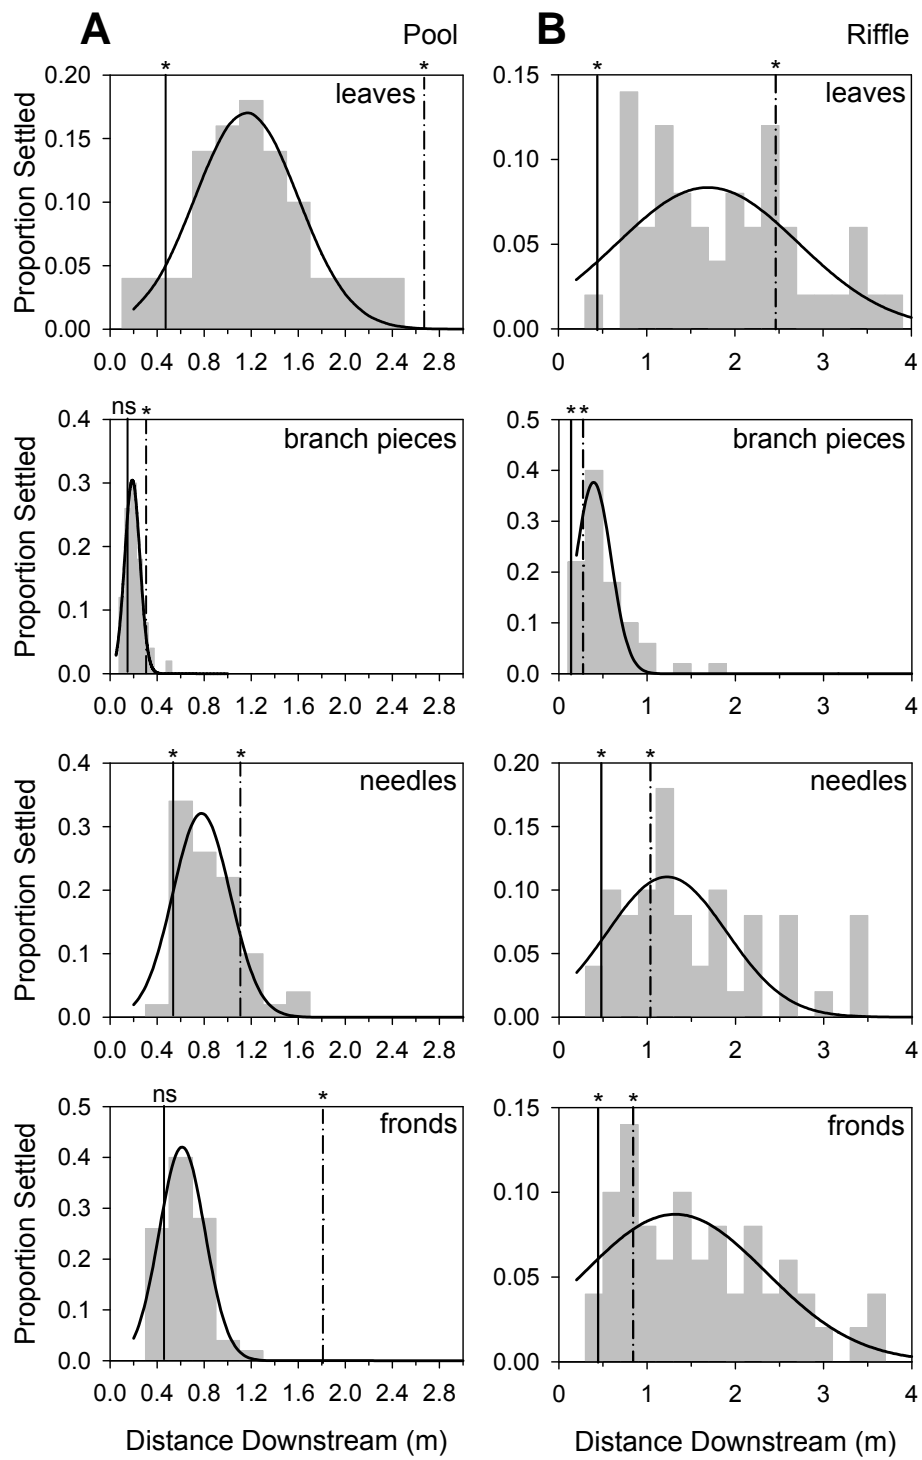 A Pool B Riffle
* * * *
0.20 leaves 0.15 leaves
0.15
0.10
0.10
0.05
0.05
0.00 0.00
Proportion Settled
0.0 0.4 0.8 1.2 1.6 2.0 2.4 2.8 0 1 2 3 4
ns * * *
0.4 branch pieces 0.5 branch pieces
0.4
0.3
0.3
0.2
0.2
0.1
0.1
0.0 0.0
Proportion Settled
0.0 0.4 0.8 1.2 1.6 2.0 2.4 2.8 0 1 2 3 4
* * * *
0.4 needles 0.20 needles
0.3 0.15
0.2 0.10
0.1 0.05
0.0 0.00
Proportion Settled
0.0 0.4 0.8 1.2 1.6 2.0 2.4 2.8 0 1 2 3 4
ns * * *
0.5 fronds 0.15 fronds
0.4
0.10
0.3
0.2
0.05
0.1
0.0 0.00
Proportion Settled
0.0 0.4 0.8 1.2 1.6 2.0 2.4 2.8 0 1 2 3 4
Distance Downstream (m) Distance Downstream (m)